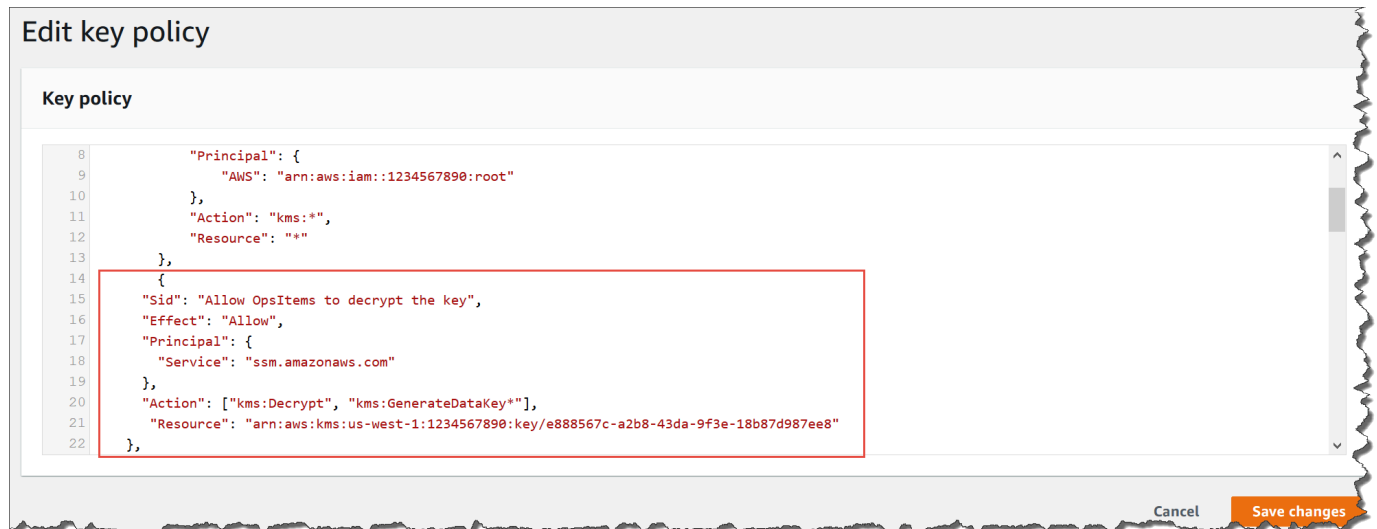 Edit key policy
Key policy
8 "Principal": {
9 "AWS": "arn:aws:iam::1234567890:root"
10 },
11 "Action": "kms:*",
12 "Resource": "*"
13 },
14 {
15 "Sid": "Allow OpsItems to decrypt the key",
16 "Effect": "Allow",
17 "Principal": {
18 "Service": "ssm.amazonaws.com"
19 },
20 "Action": ["kms:Decrypt", "kms:GenerateDataKey*"],
21 "Resource": "arn:aws:kms:us-west-1:1234567890:key/e888567c-a2b8-43da-9f3e-18b87d987ee8"
22 },
Cancel Save changes